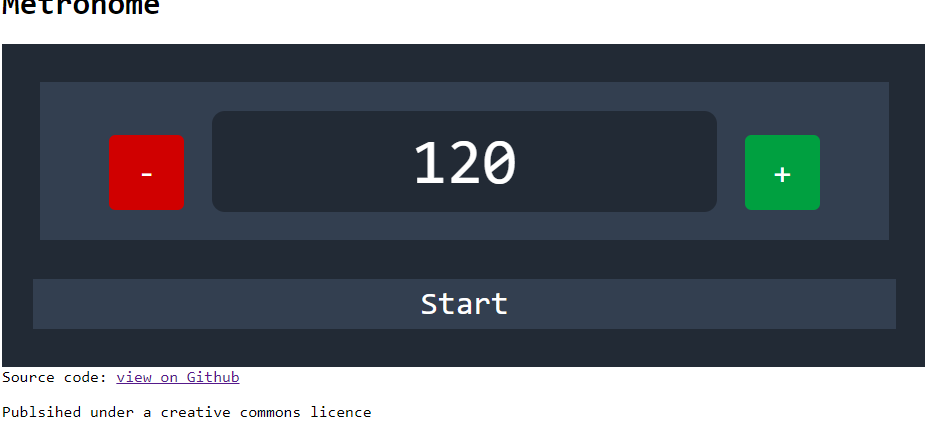 Metronome
-
120
+
Start
Source code: view on Github
Publsihed under a creative commons licence